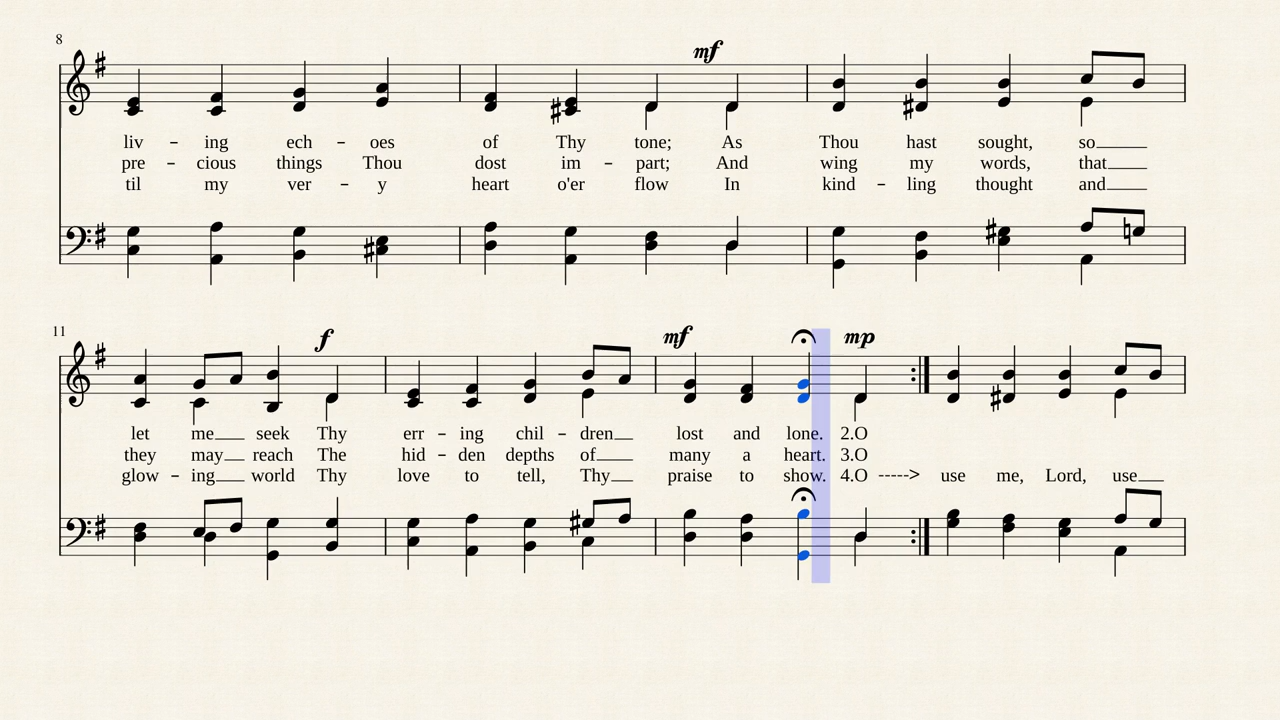 8
mf
liv – ing ech – oes of Thy tone; As Thou hast sought, so
pre – cious things Thou dost im – part; And wing my words, that
til my ver – y heart o'er flow In kind – ling thought and
11
f mf mp
let me seek Thy err – ing chil – dren lost and lone. 2.O
they may reach The hid – den depths of many a heart. 3.O
glow – ing world Thy love to tell, Thy praise to show. 4.O -----> use me, Lord, use